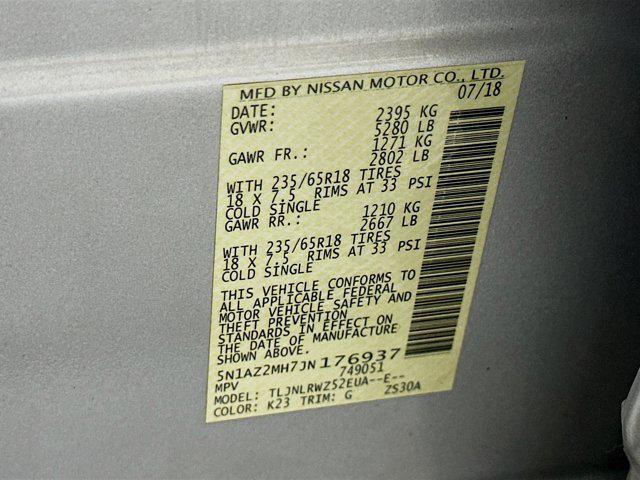 MFD BY NISSAN MOTOR CO., LTD.
DATE: 07/18
GVWR: 2395 KG
5280 LB
GAWR FR.: 1271 KG
2802 LB
WITH 235/65R18 TIRES
18 X 7.5 RIMS AT 33 PSI
COLD SINGLE
GAWR RR.: 1210 KG
2667 LB
WITH 235/65R18 TIRES
18 X 7.5 RIMS AT 33 PSI
COLD SINGLE
THIS VEHICLE CONFORMS TO
ALL APPLICABLE FEDERAL
MOTOR VEHICLE SAFETY AND
THEFT PREVENTION
STANDARDS IN EFFECT ON
THE DATE OF MANUFACTURE
SHOWN ABOVE.
5N1AZ2MH7JN176937
MPV 749051
MODEL: TLJNLRWZ52EUA--E--
COLOR: K23 TRIM: G ZS30A